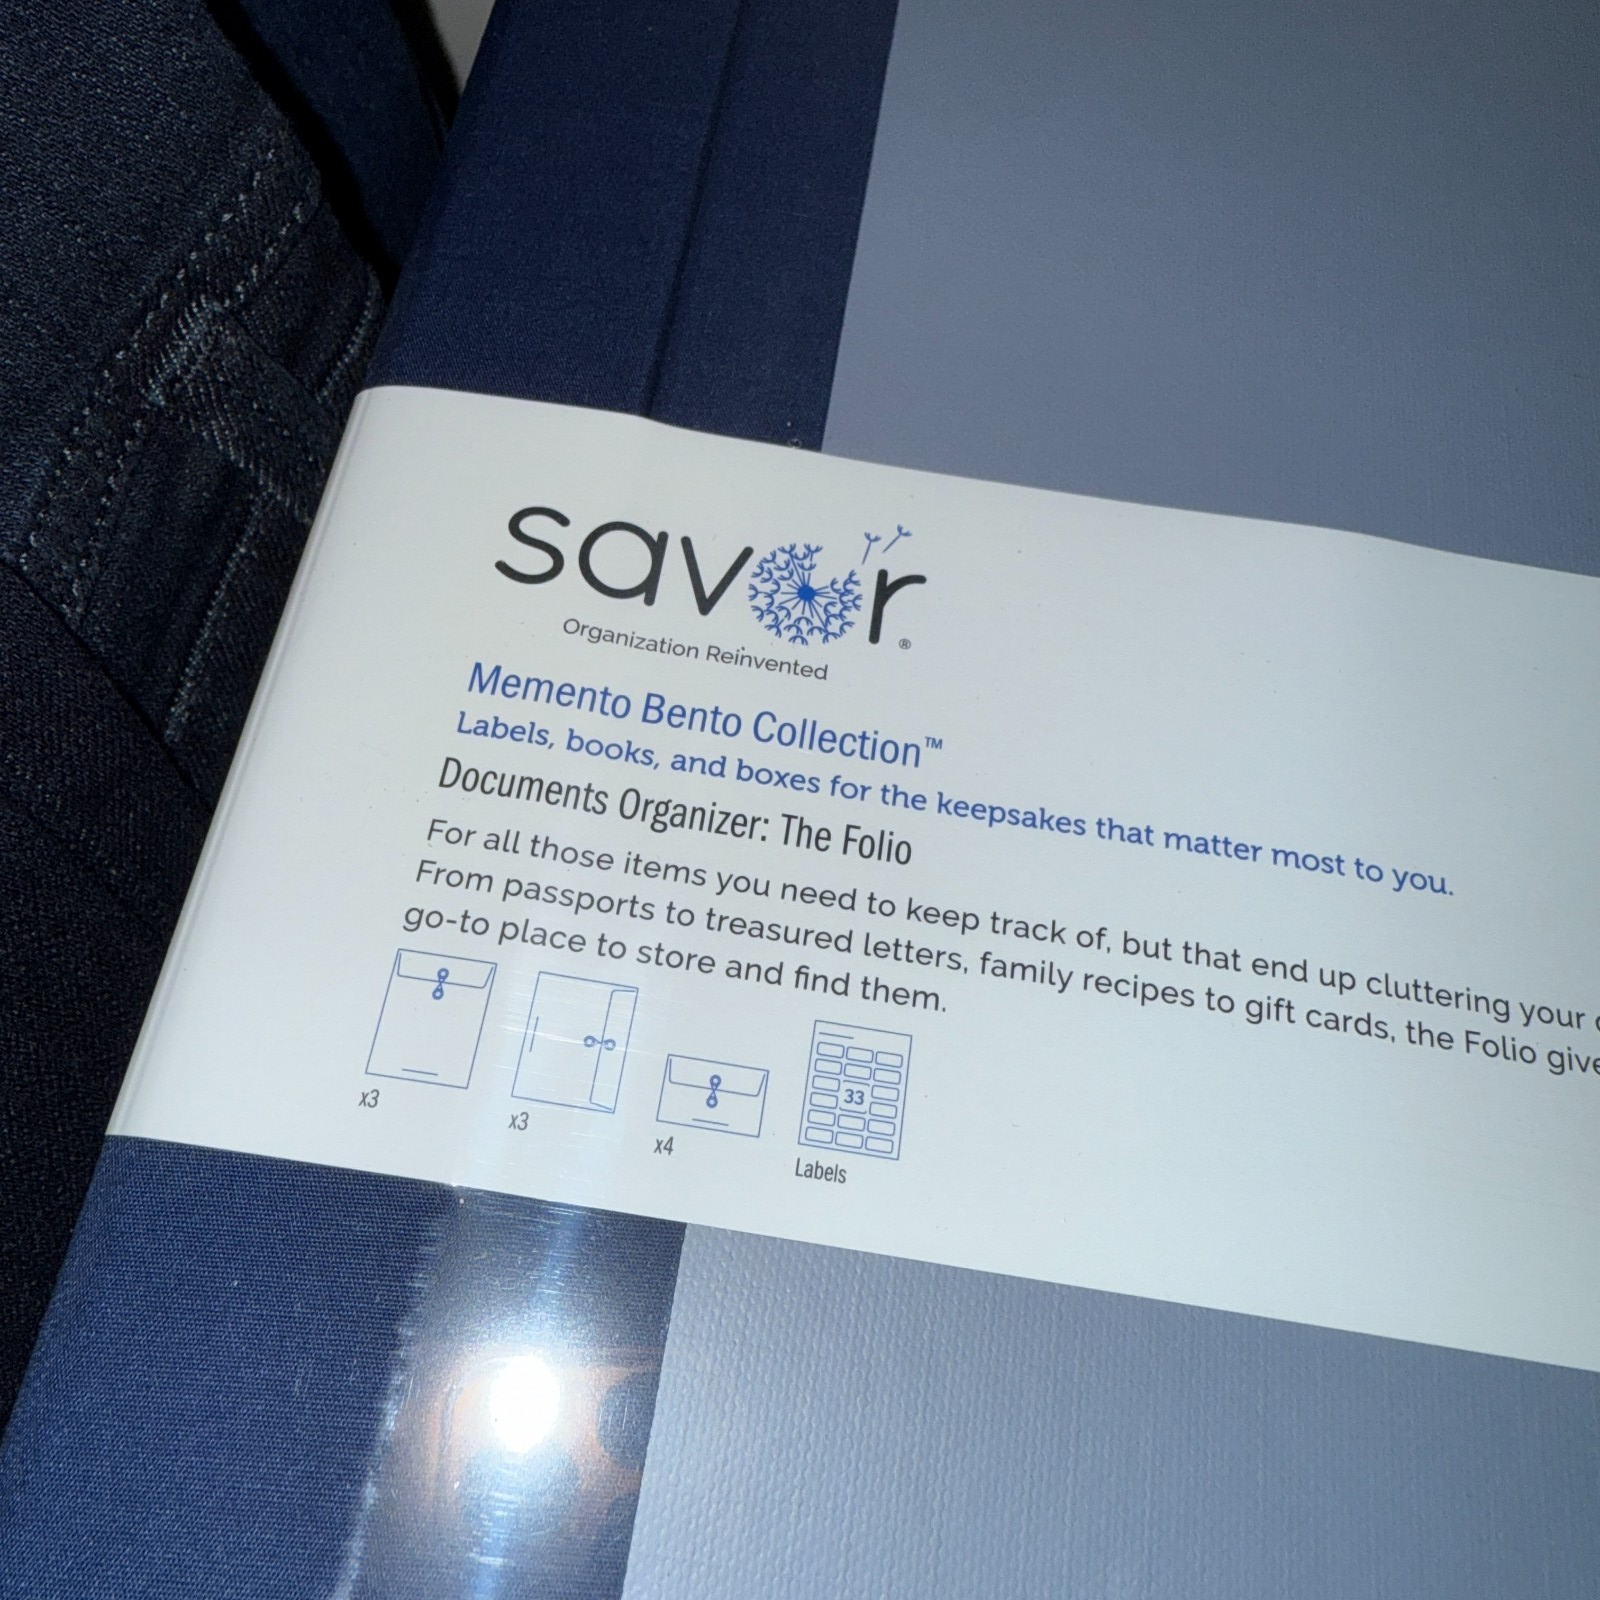 savor®
Organization Reinvented
Memento Bento Collection™
Labels, books, and boxes for the keepsakes that matter most to you.
Documents Organizer: The Folio
For all those items you need to keep track of, but that end up cluttering your
From passports to treasured letters, family recipes to gift cards, the Folio give
go-to place to store and find them.
x3
x3
x4
33
Labels